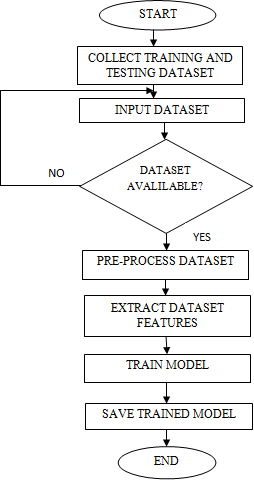 START
COLLECT TRAINING AND
TESTING DATASET
INPUT DATASET
DATASET
AVALILABLE?
NO
YES
PRE-PROCESS DATASET
EXTRACT DATASET
FEATURES
TRAIN MODEL
SAVE TRAINED MODEL
END